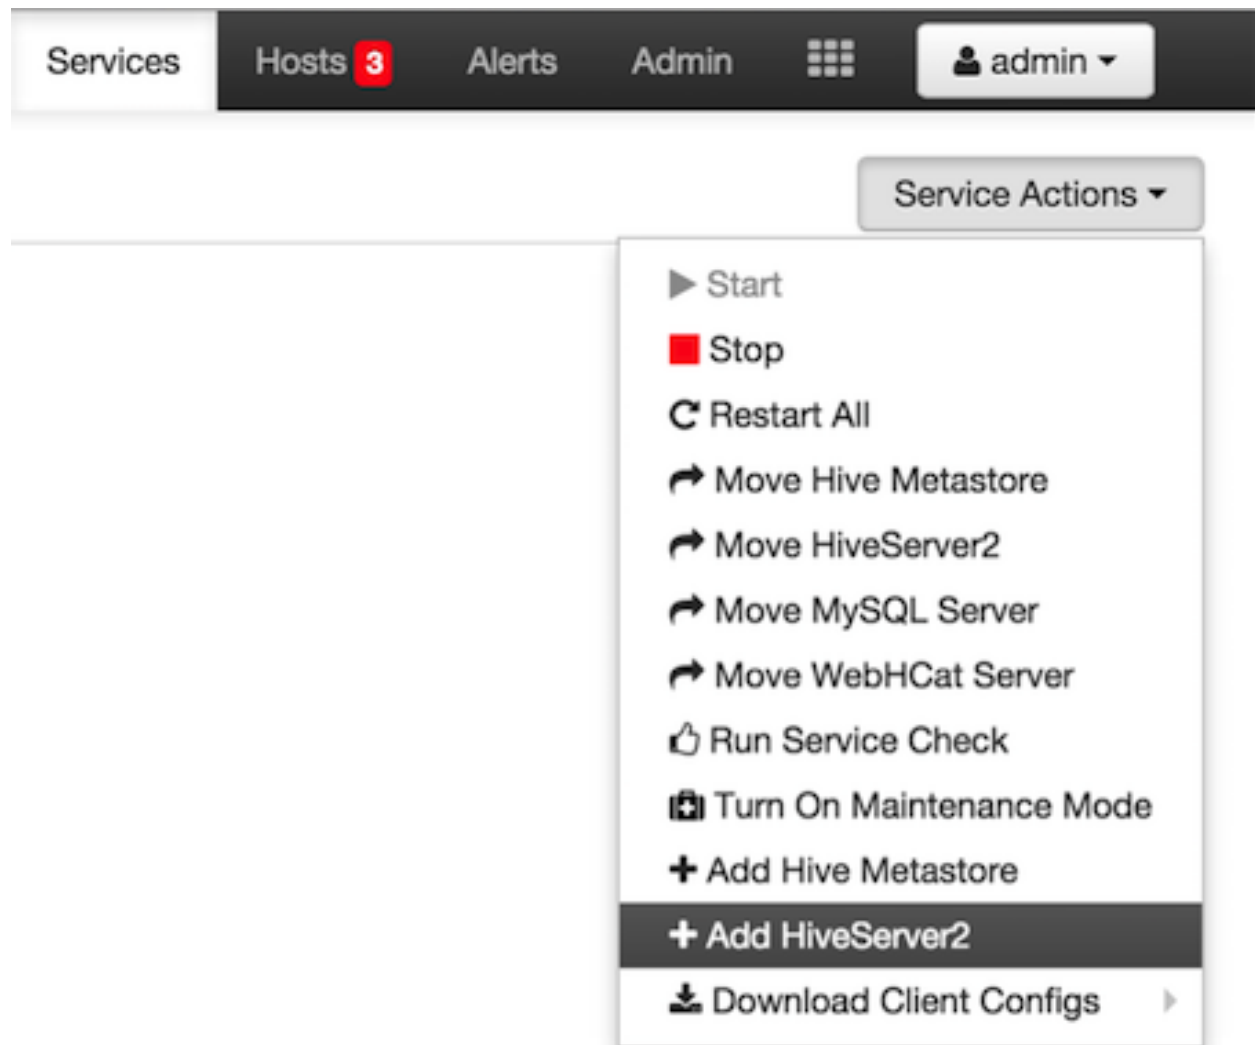 Services Hosts 3 Alerts Admin admin
Service Actions
Start
Stop
Restart All
Move Hive Metastore
Move HiveServer2
Move MySQL Server
Move WebHCat Server
Run Service Check
Turn On Maintenance Mode
Add Hive Metastore
Add HiveServer2
Download Client Configs